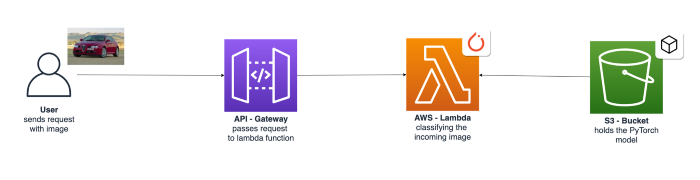 User
sends request
with image
API - Gateway
passes request
to lambda function
AWS - Lambda
classifying the
incoming image
S3 - Bucket
holds the PyTorch
model